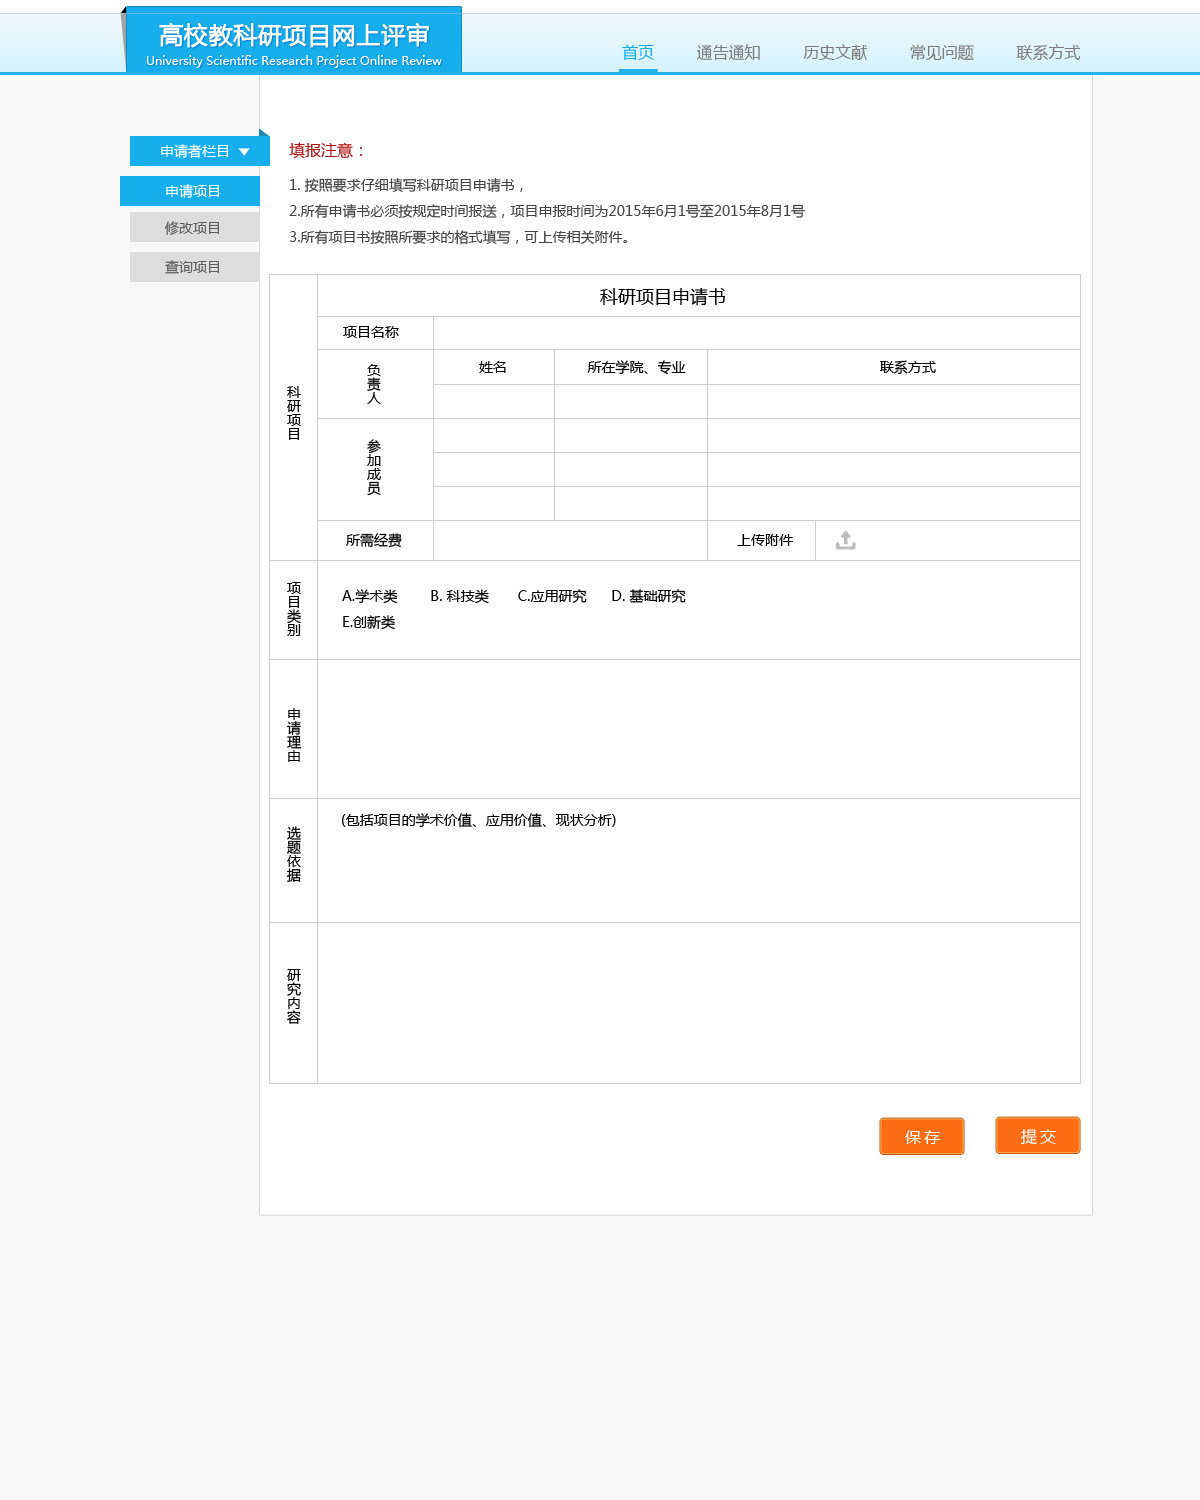 高校教科研项目网上评审
University Scientific Research Project Online Review
首页 通告通知 历史文献 常见问题 联系方式
申请者栏目
申请项目
修改项目
查询项目
填报注意：
1. 按照要求仔细填写科研项目申请书，
2.所有申请书必须按规定时间报送，项目申报时间为2015年6月1号至2015年8月1号
3.所有项目书按照所要求的格式填写，可上传相关附件。
科研项目申请书
科研项目
项目名称
负责人
姓名 所在学院、专业 联系方式
参加成员
所需经费 上传附件
项目类别
A.学术类 B. 科技类 C.应用研究 D. 基础研究
E.创新类
申请理由
选题依据
(包括项目的学术价值、应用价值、现状分析)
研究内容
保存 提交